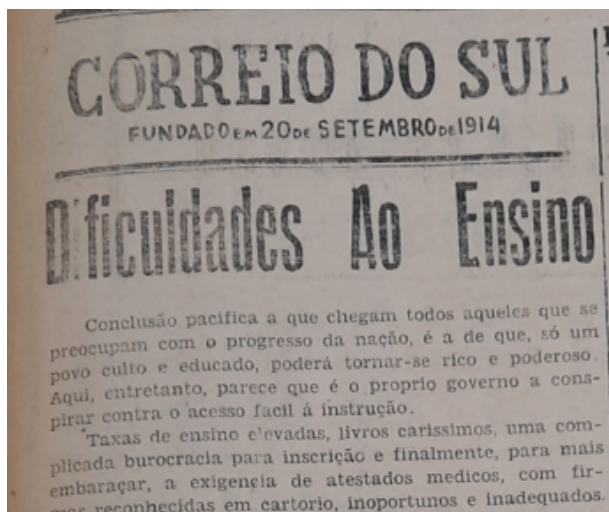 CORREIO DO SUL
FUNDADO EM 20 DE SETEMBRO DE 1914
Dificuldades Ao Ensino
Conclusão pacifica a que chegam todos aqueles que se
preocupam com o progresso da nação, é a de que, só um
povo culto e educado, poderá tornar-se rico e poderoso.
Aqui, entretanto, parece que é o proprio governo a cons-
pirar contra o acesso facil á instrução.
Taxas de ensino elevadas, livros carissimos, uma com-
plicada burocracia para inscrição e finalmente, para mais
embaraçar, a exigencia de atestados medicos, com fir-
mas reconhecidas em cartorio, inoportunos e inadequados.